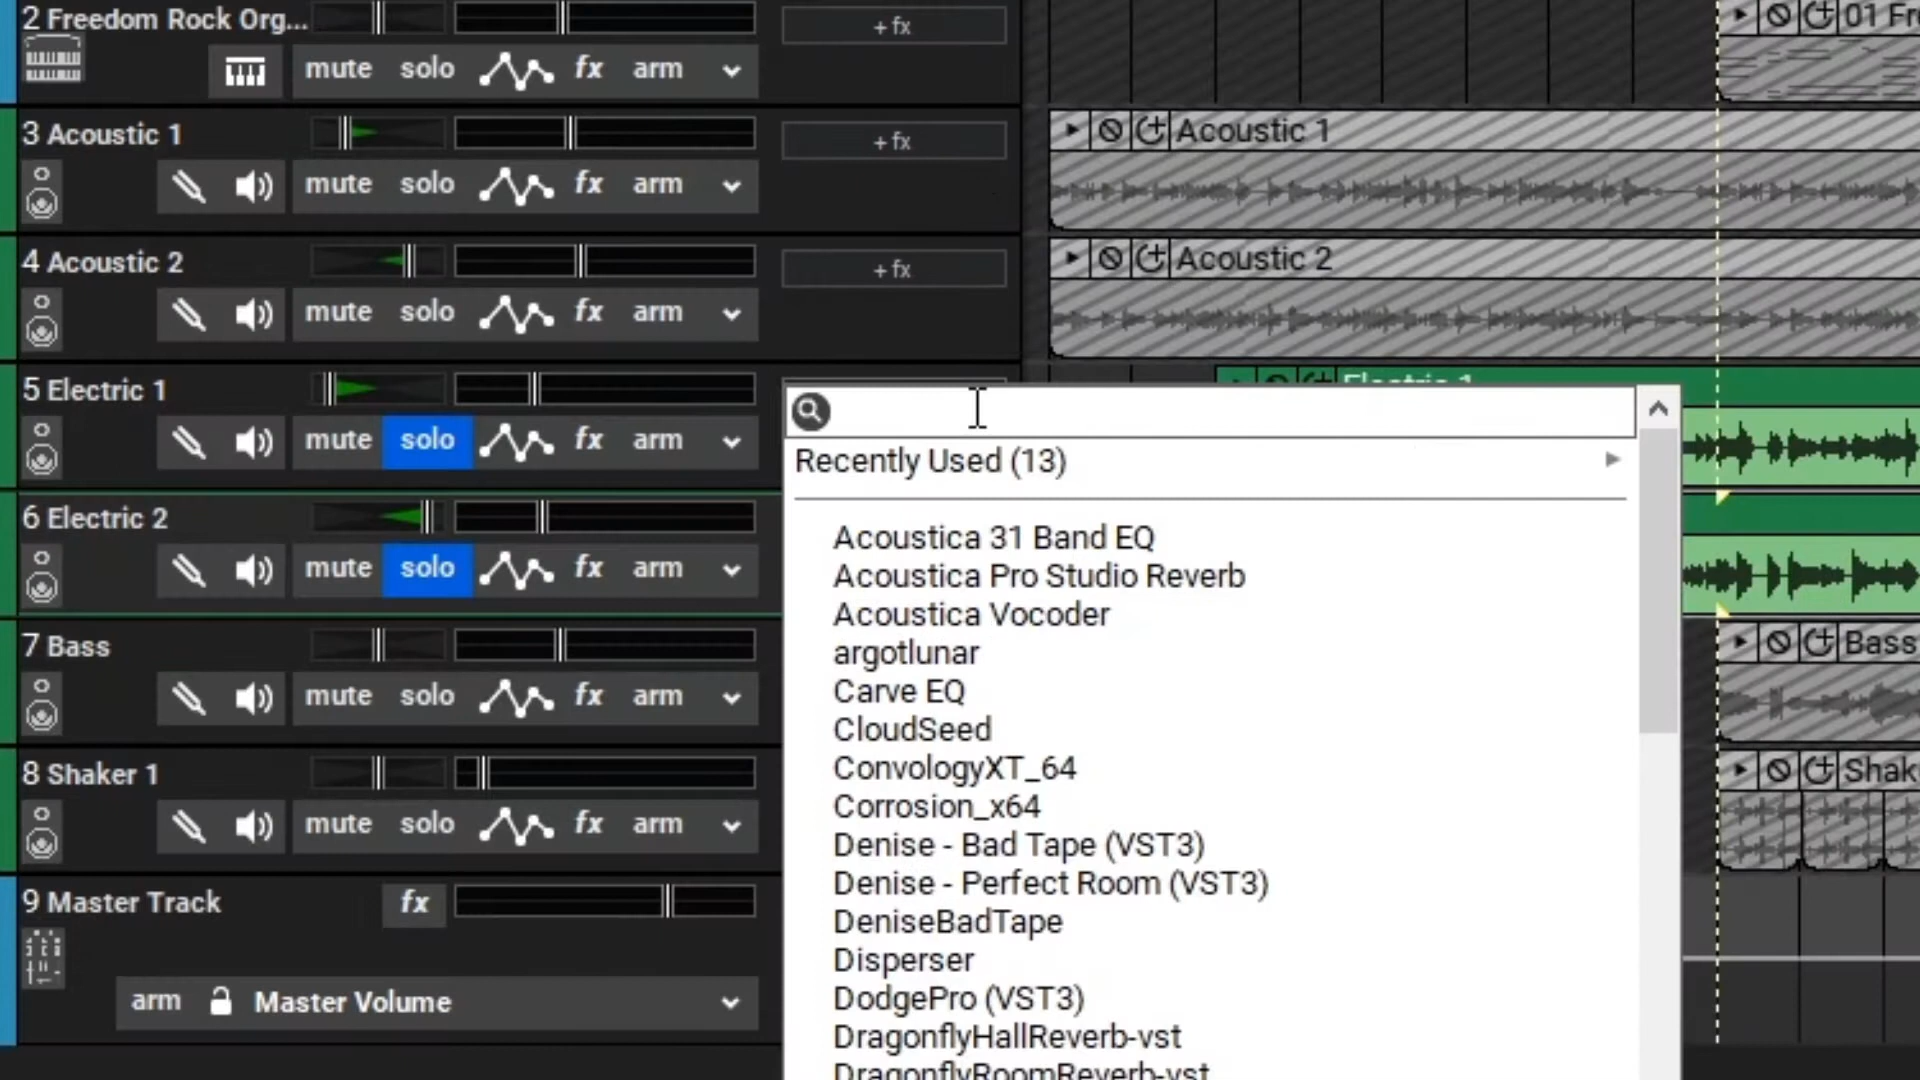 2 Freedom Rock Org...
+ fx
01 Fr
mute solo fx arm
3 Acoustic 1
+ fx
Acoustic 1
mute solo fx arm
4 Acoustic 2
+ fx
Acoustic 2
mute solo fx arm
5 Electric 1
Electric 1
mute solo fx arm
Recently Used (13)
6 Electric 2
mute solo fx arm
Acoustica 31 Band EQ
Acoustica Pro Studio Reverb
Acoustica Vocoder
argotlunar
Carve EQ
CloudSeed
ConvologyXT_64
Corrosion_x64
Denise - Bad Tape (VST3)
Denise - Perfect Room (VST3)
DeniseBadTape
Disperser
DodgePro (VST3)
DragonflyHallReverb-vst
DragonflyRoomReverb-vst
7 Bass
Bass
mute solo fx arm
8 Shaker 1
Shak
mute solo fx arm
9 Master Track
fx
arm Master Volume